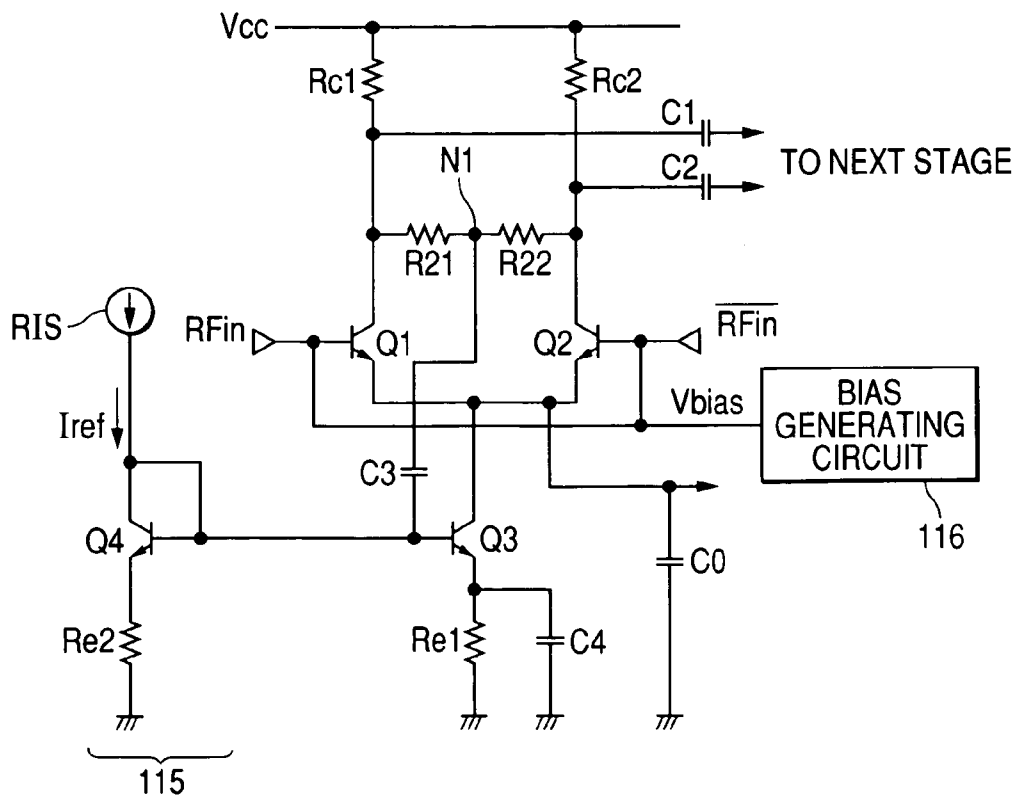 Vcc
Rc1
Rc2
C1
C2
TO NEXT STAGE
N1
R21
R22
RIS
RFin
Q1
Q2
RFin
Vbias
BIAS
GENERATING
CIRCUIT
Iref
C3
116
Q4
Q3
C0
Re2
Re1
C4
115